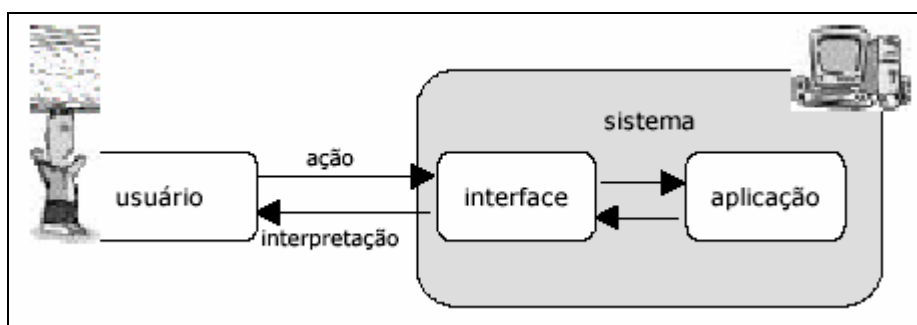 sistema
ação
usuário
interface
aplicação
interpretação